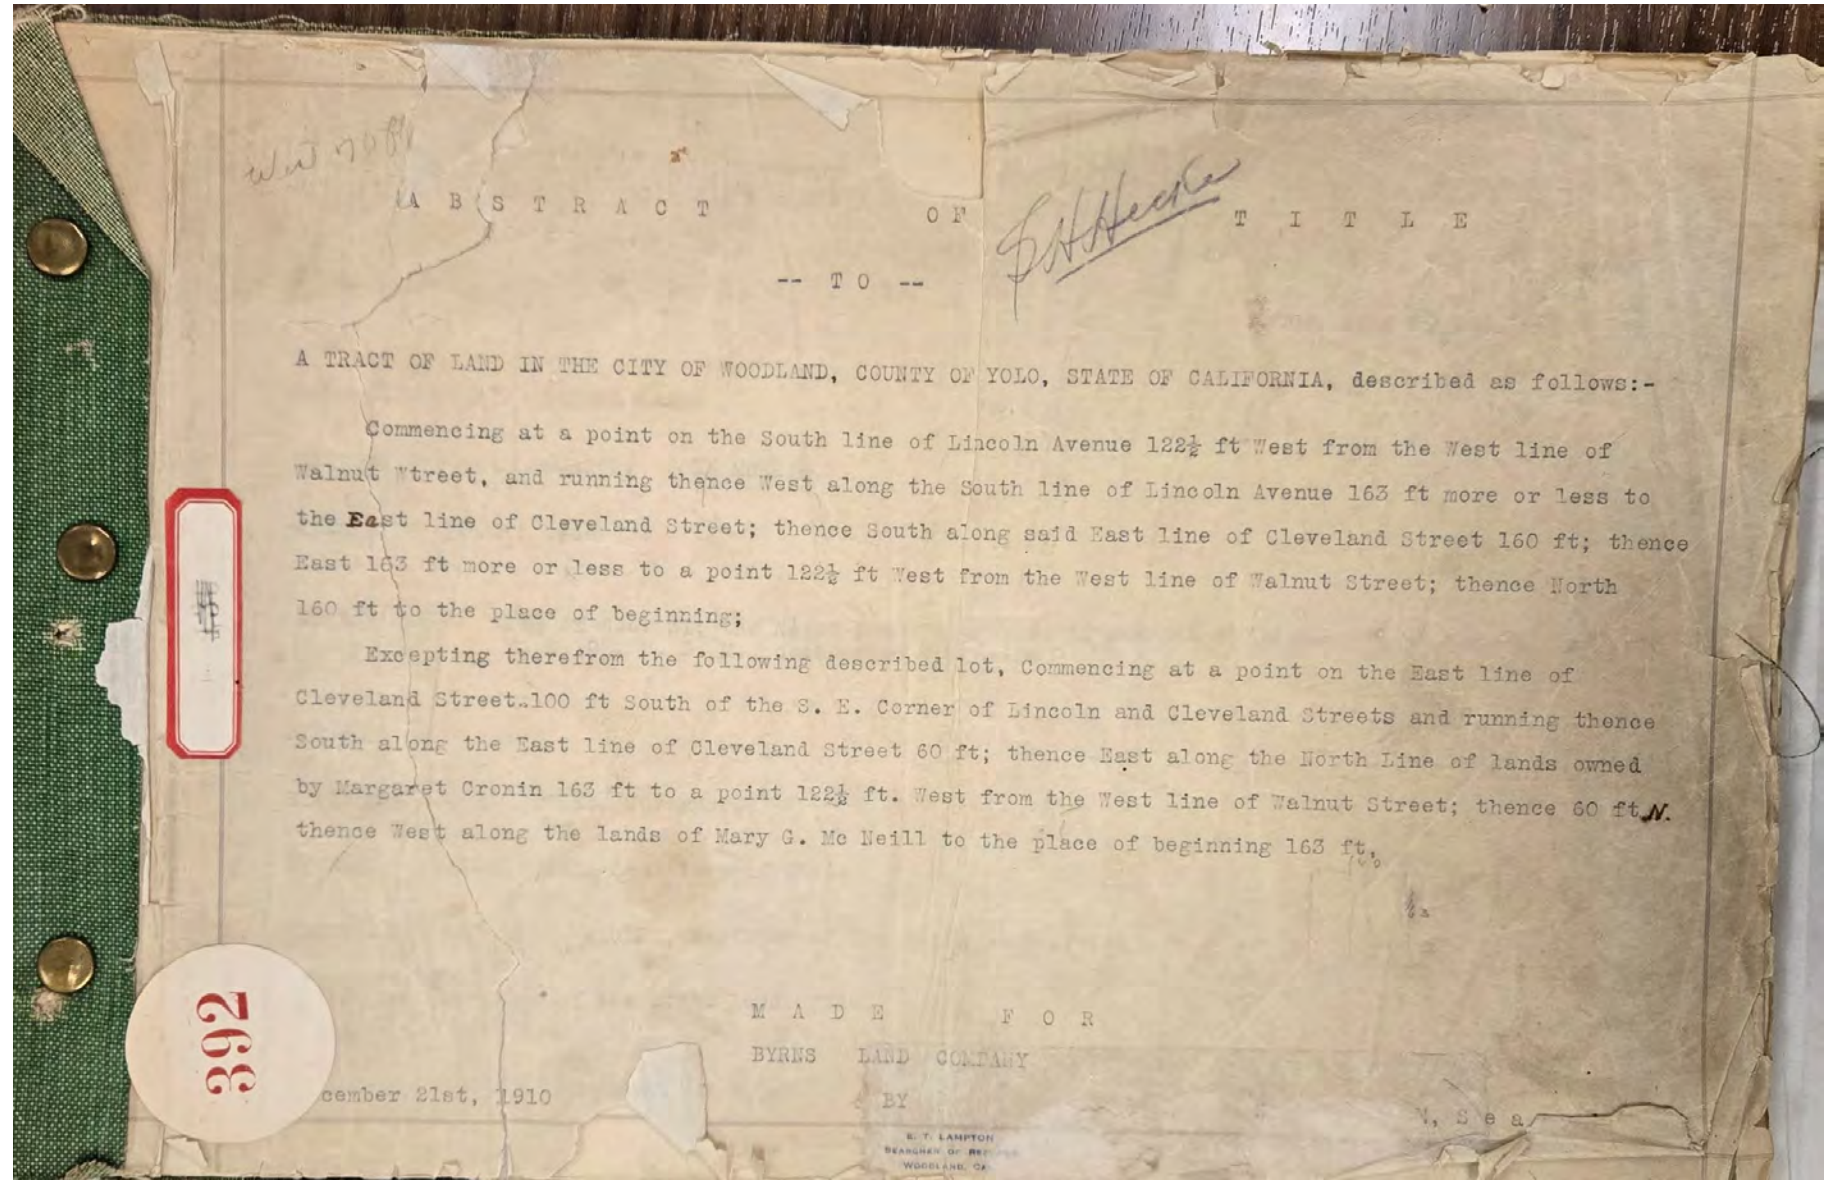 A B S T R A C T OF T I T L E
-- T O --
A TRACT OF LAND IN THE CITY OF WOODLAND, COUNTY OF YOLO, STATE OF CALIFORNIA, described as follows:-
Commencing at a point on the South line of Lincoln Avenue 122½ ft West from the West line of
Walnut Wtreet, and running thence West along the South line of Lincoln Avenue 163 ft more or less to
the East line of Cleveland Street; thence South along said East line of Cleveland Street 160 ft; thence
East 163 ft more or less to a point 122½ ft West from the West line of Walnut Street; thence North
160 ft to the place of beginning;
Excepting therefrom the following described lot, Commencing at a point on the East line of
Cleveland Street..100 ft South of the S. E. Corner of Lincoln and Cleveland Streets and running thence
South along the East line of Cleveland Street 60 ft; thence East along the North Line of lands owned
by Margaret Cronin 163 ft to a point 122½ ft. West from the West line of Walnut Street; thence 60 ft N.
thence West along the lands of Mary G. Mc Neill to the place of beginning 163 ft,
M A D E F O R
BYRNS LAND COMPANY
392
cember 21st, 1910
BY
N, S e a
E. T. LAMPTON
SEARCHER OF
WOODLAND, CA